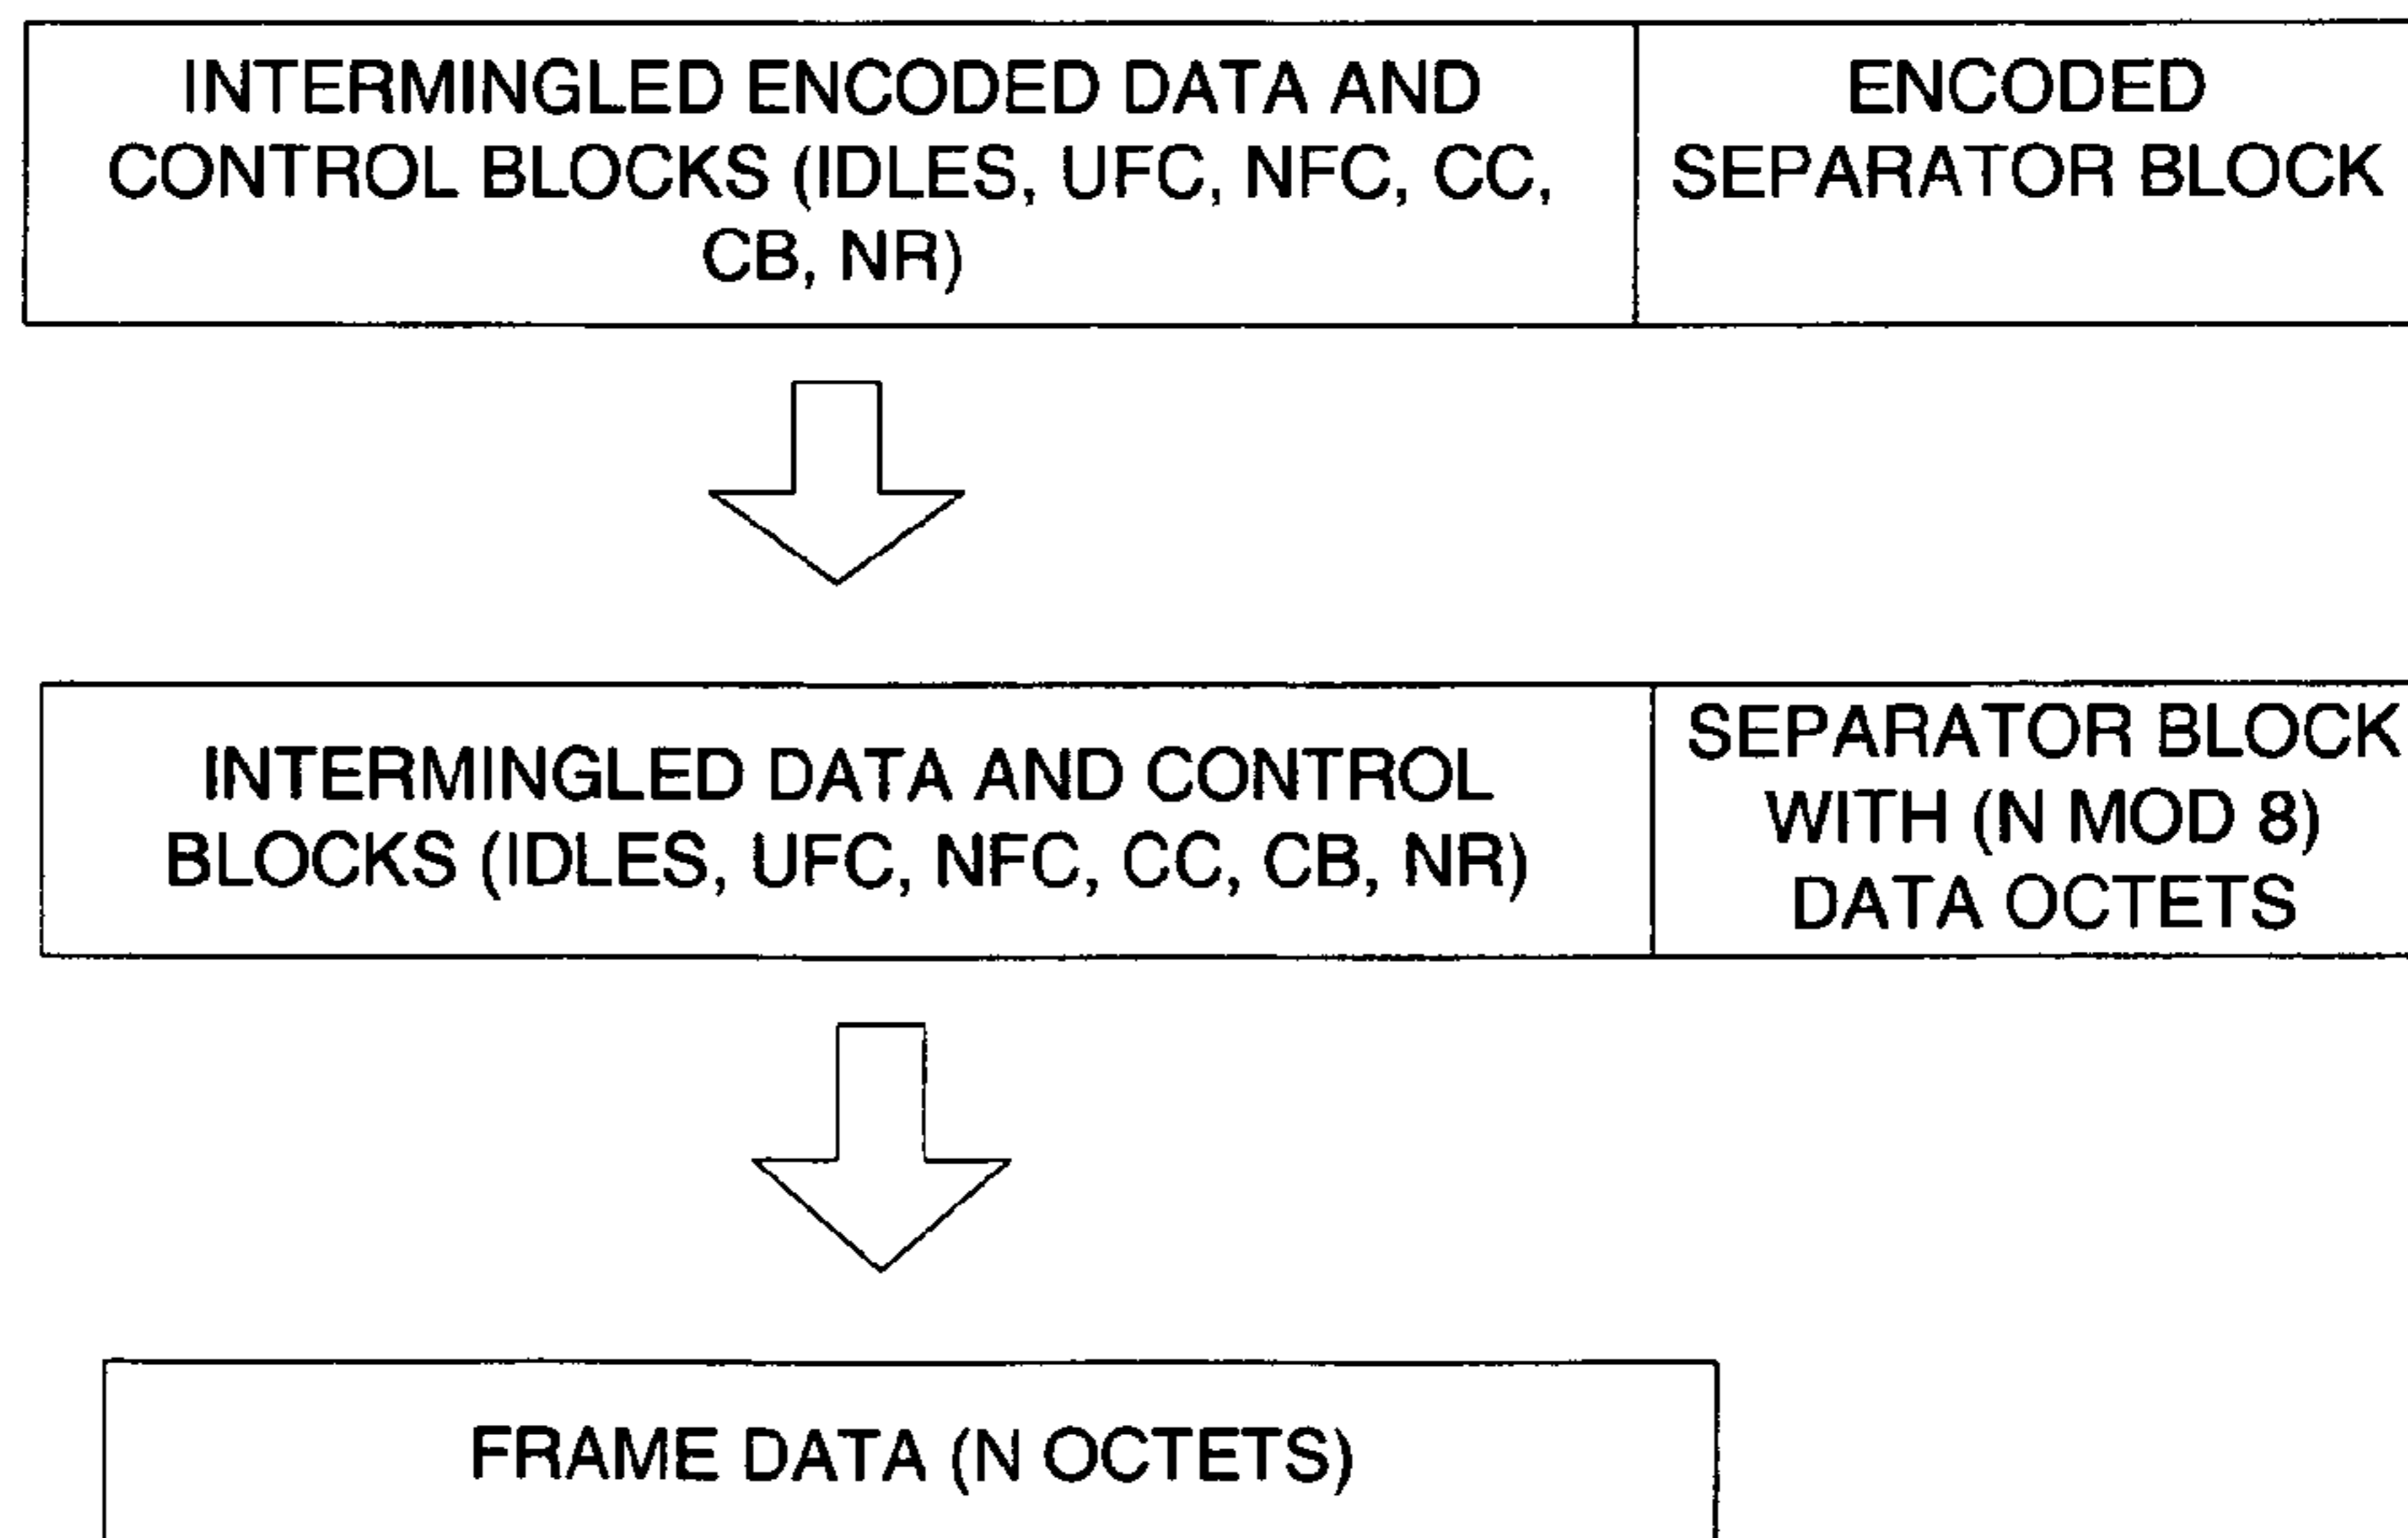 INTERMINGLED ENCODED DATA AND
CONTROL BLOCKS (IDLES, UFC, NFC, CC,
CB, NR)
ENCODED
SEPARATOR BLOCK
INTERMINGLED DATA AND CONTROL
BLOCKS (IDLES, UFC, NFC, CC, CB, NR)
SEPARATOR BLOCK
WITH (N MOD 8)
DATA OCTETS
FRAME DATA (N OCTETS)